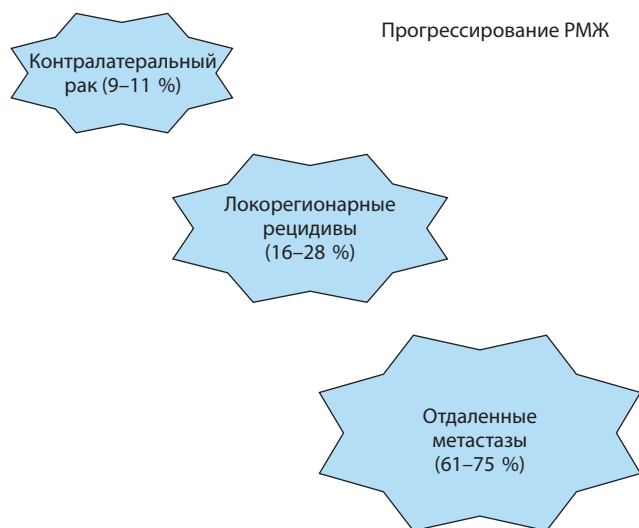 Прогрессирование РМЖ
Контралатеральный
рак (9–11 %)
Локорегионарные
рецидивы
(16–28 %)
Отдаленные
метастазы
(61–75 %)